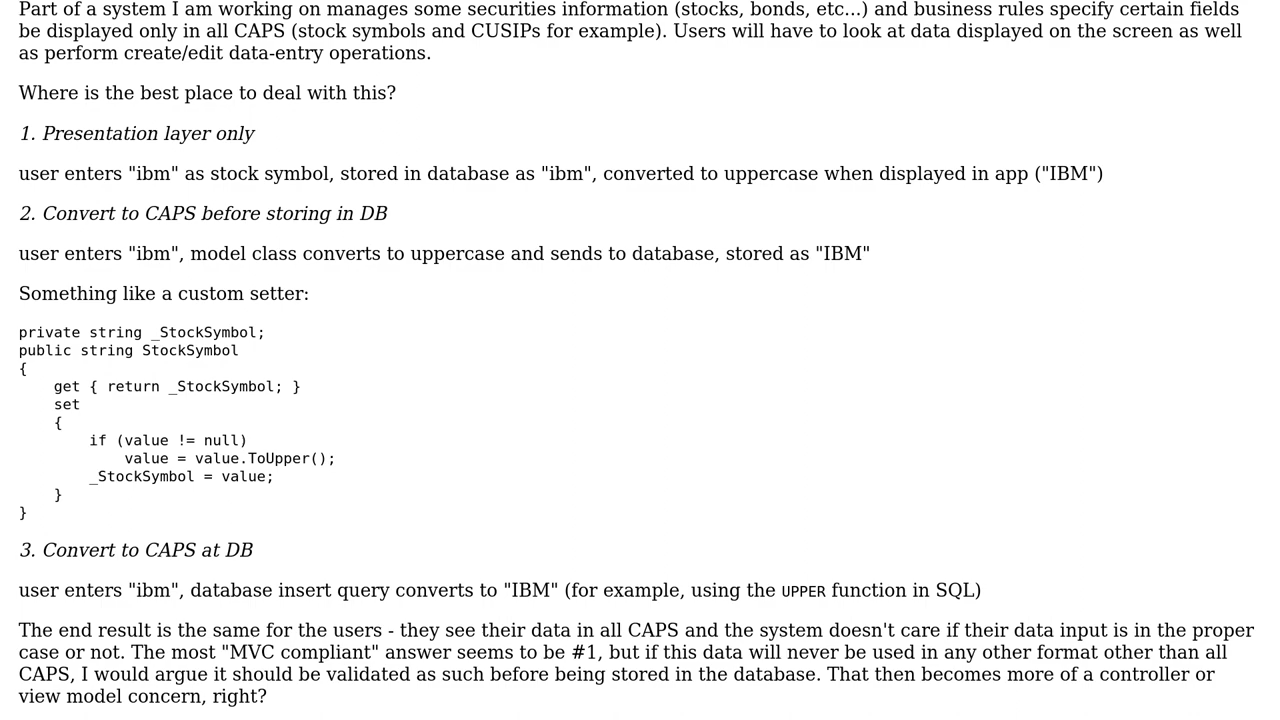 Part of a system I am working on manages some securities information (stocks, bonds, etc...) and business rules specify certain fields
be displayed only in all CAPS (stock symbols and CUSIPs for example). Users will have to look at data displayed on the screen as well
as perform create/edit data-entry operations.
Where is the best place to deal with this?
1. Presentation layer only
user enters "ibm" as stock symbol, stored in database as "ibm", converted to uppercase when displayed in app ("IBM")
2. Convert to CAPS before storing in DB
user enters "ibm", model class converts to uppercase and sends to database, stored as "IBM"
Something like a custom setter:
private string _StockSymbol;
public string StockSymbol
{
    get { return _StockSymbol; }
    set
    {
        if (value != null)
            value = value.ToUpper();
        _StockSymbol = value;
    }
}
3. Convert to CAPS at DB
user enters "ibm", database insert query converts to "IBM" (for example, using the UPPER function in SQL)
The end result is the same for the users - they see their data in all CAPS and the system doesn't care if their data input is in the proper
case or not. The most "MVC compliant" answer seems to be #1, but if this data will never be used in any other format other than all
CAPS, I would argue it should be validated as such before being stored in the database. That then becomes more of a controller or
view model concern, right?